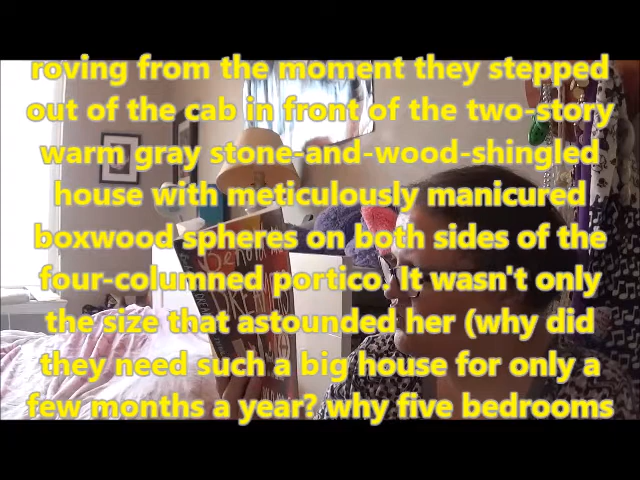 roving from the moment they stepped
out of the cab in front of the two-story
warm gray stone-and-wood-shingled
house with meticulously manicured
boxwood spheres on both sides of the
four-columned portico. It wasn't only
the size that astounded her (why did
they need such a big house for only a
few months a year? why five bedrooms